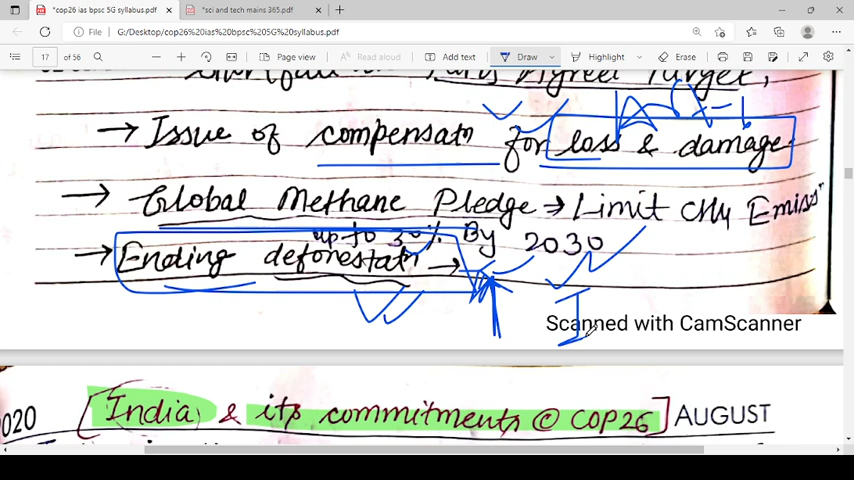 *cop26 ias bpsc 5G syllabus.pdf
*sci and tech mains 365.pdf
File | G:/Desktop/cop26%20ias%20bpsc%205G%20syllabus.pdf
17 of 56 Page view Read aloud Add text Draw Highlight Erase
Agree Target,
→ Issue of compensatn for loss & damage
→ Global Methane Pledge → Limit CH4 Emissn
up to 30% By 2030
→ Ending deforestatn →
Scanned with CamScanner
2020 [India & its commitments @ COP26] AUGUST